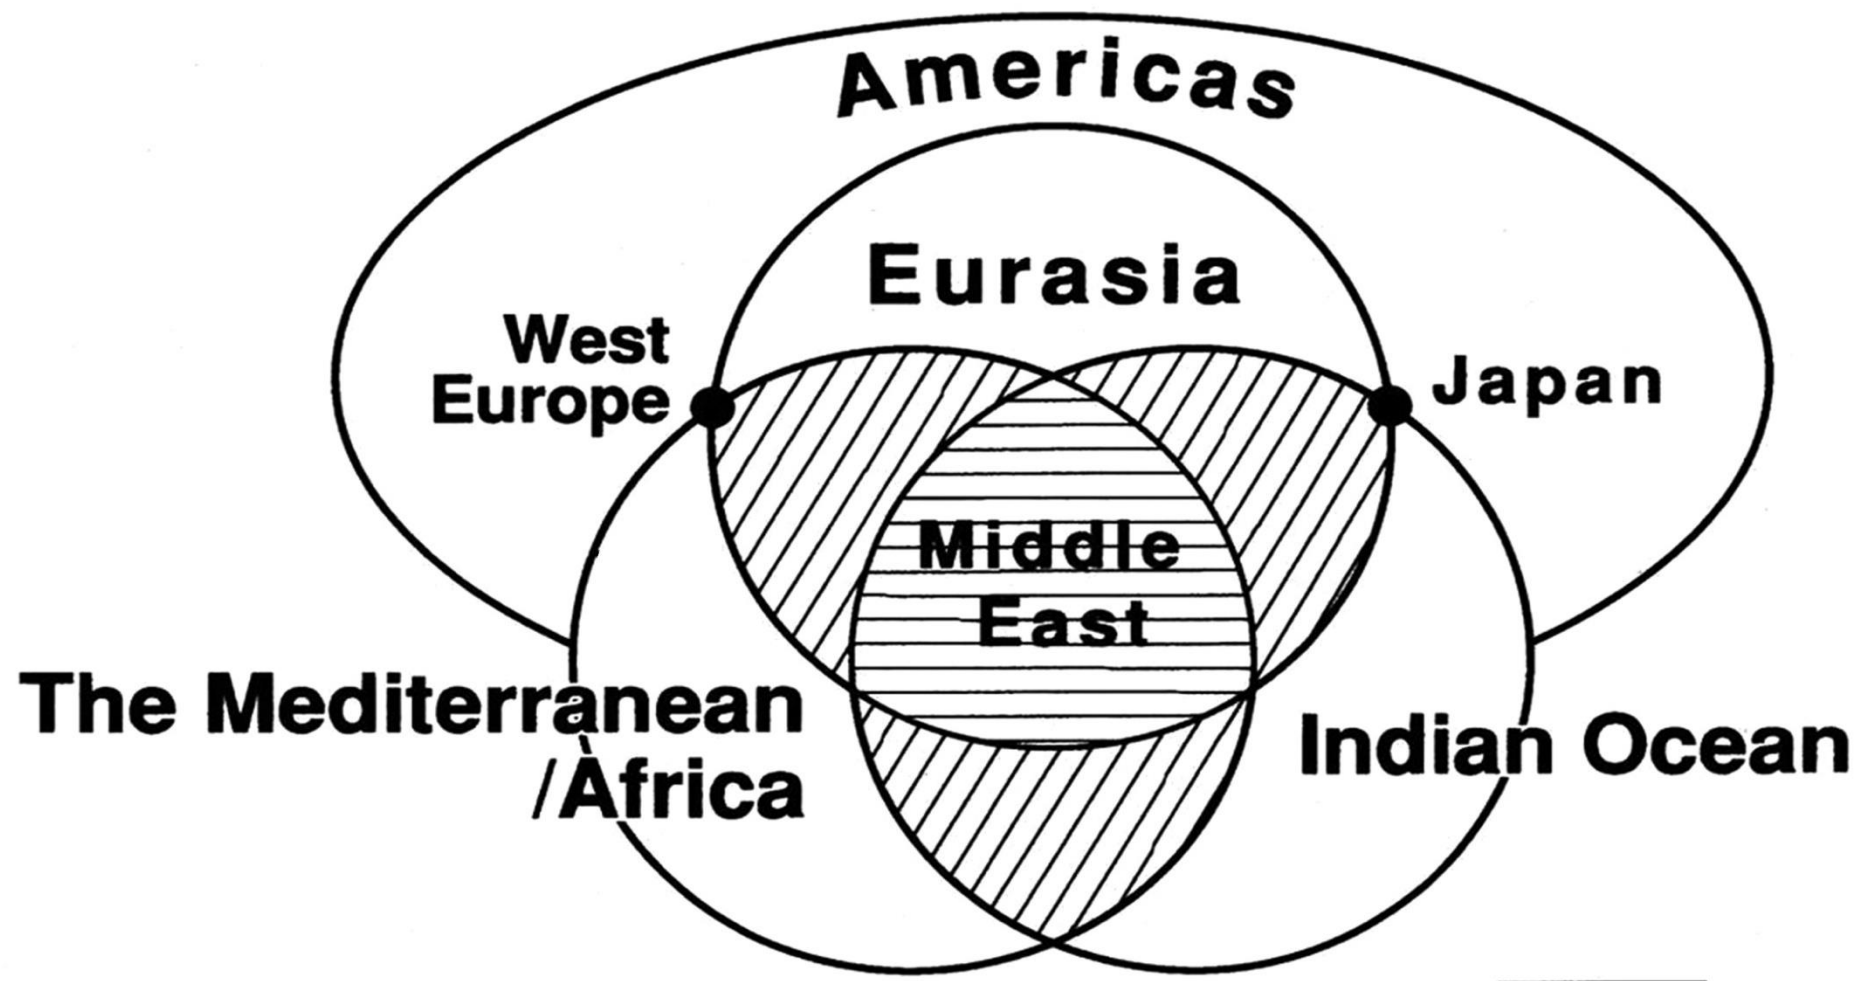 Americas
Eurasia
West
Europe
Japan
Middle
East
The Mediterranean
/Africa
Indian Ocean